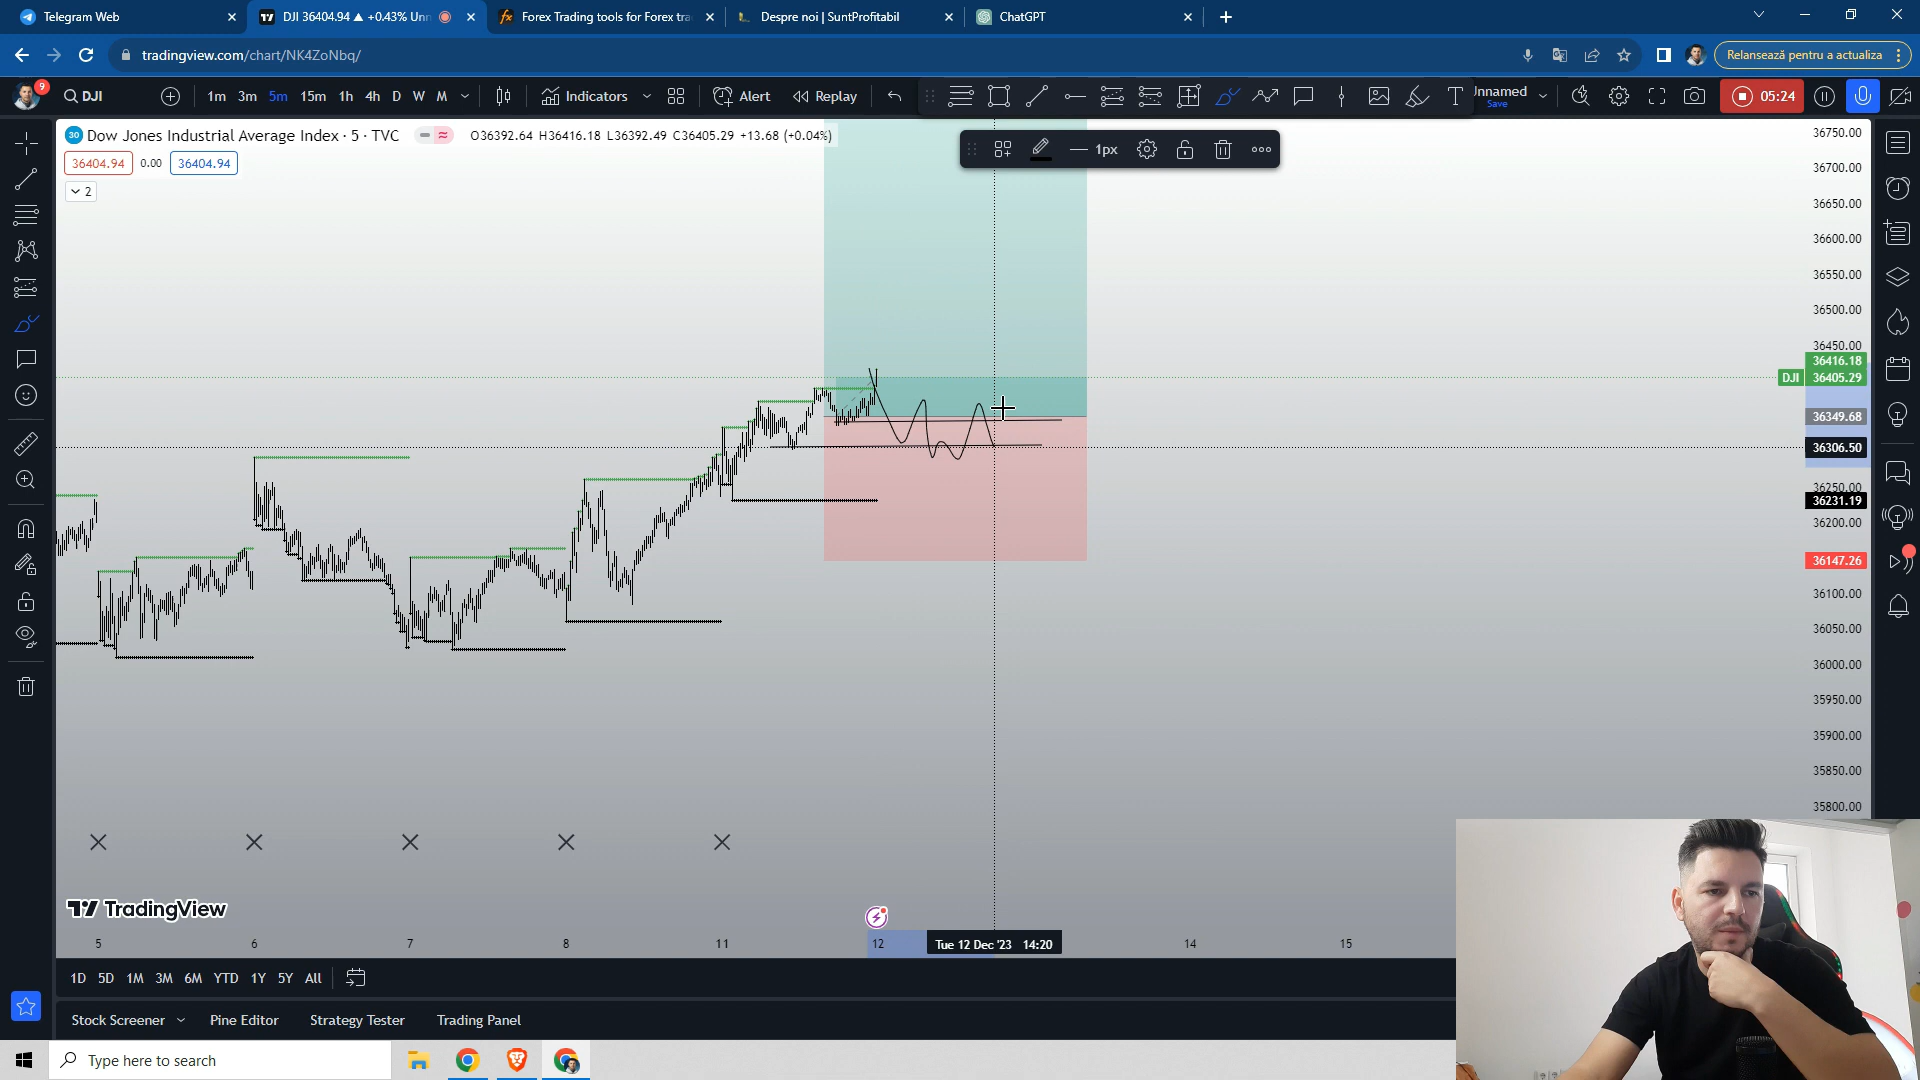 Telegram Web
DJI 36404.94 ▲ +0.43% Unn
Forex Trading tools for Forex tra
Despre noi | SuntProfitabil
ChatGPT
tradingview.com/chart/NK4ZoNbq/
Relansează pentru a actualiza
9
DJI
1m 3m 5m 15m 1h 4h D W M
Indicators
Alert
Replay
Unnamed
Save
05:24
30 Dow Jones Industrial Average Index · 5 · TVC
O36392.64 H36416.18 L36392.49 C36405.29 +13.68 (+0.04%)
36404.94 0.00 36404.94
2
1px
36750.00
36700.00
36650.00
36600.00
36550.00
36500.00
36450.00
36416.18
DJI 36405.29
36349.68
36306.50
36250.00
36231.19
36200.00
36147.26
36100.00
36050.00
36000.00
35950.00
35900.00
35850.00
35800.00
TradingView
5 6 7 8 11 12 Tue 12 Dec '23 14:20 14 15
1D 5D 1M 3M 6M YTD 1Y 5Y All
Stock Screener
Pine Editor
Strategy Tester
Trading Panel
Type here to search